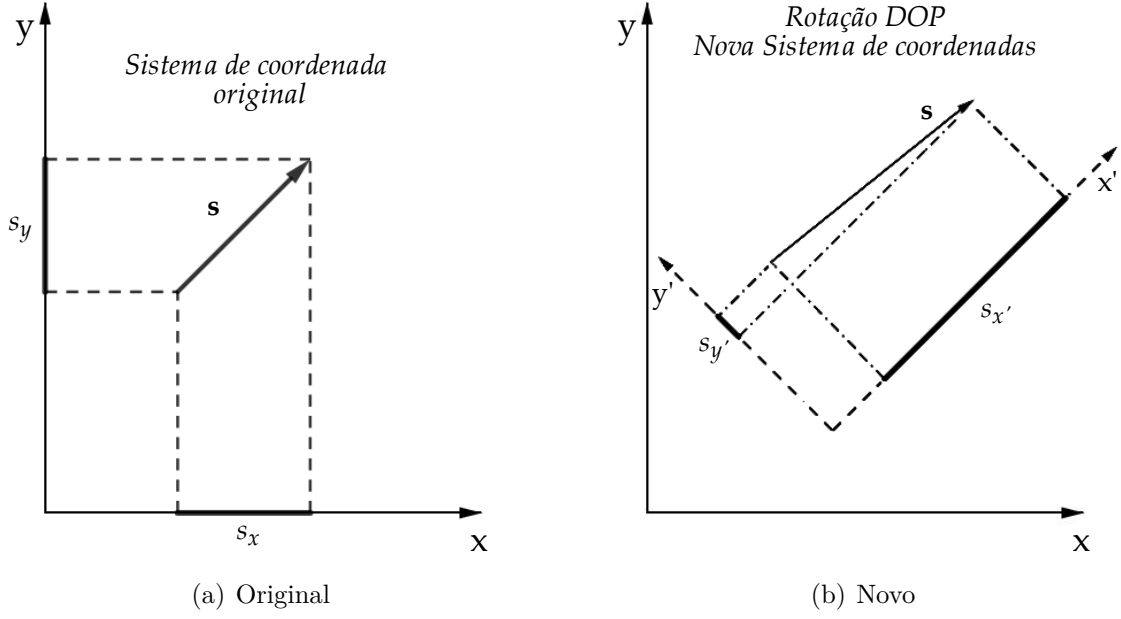 y
Sistema de coordenada
original
s
s_y
s_x
x
(a) Original
Rotação DOP
Nova Sistema de coordenadas
y
s
x'
y'
s_x′
s_y′
x
(b) Novo